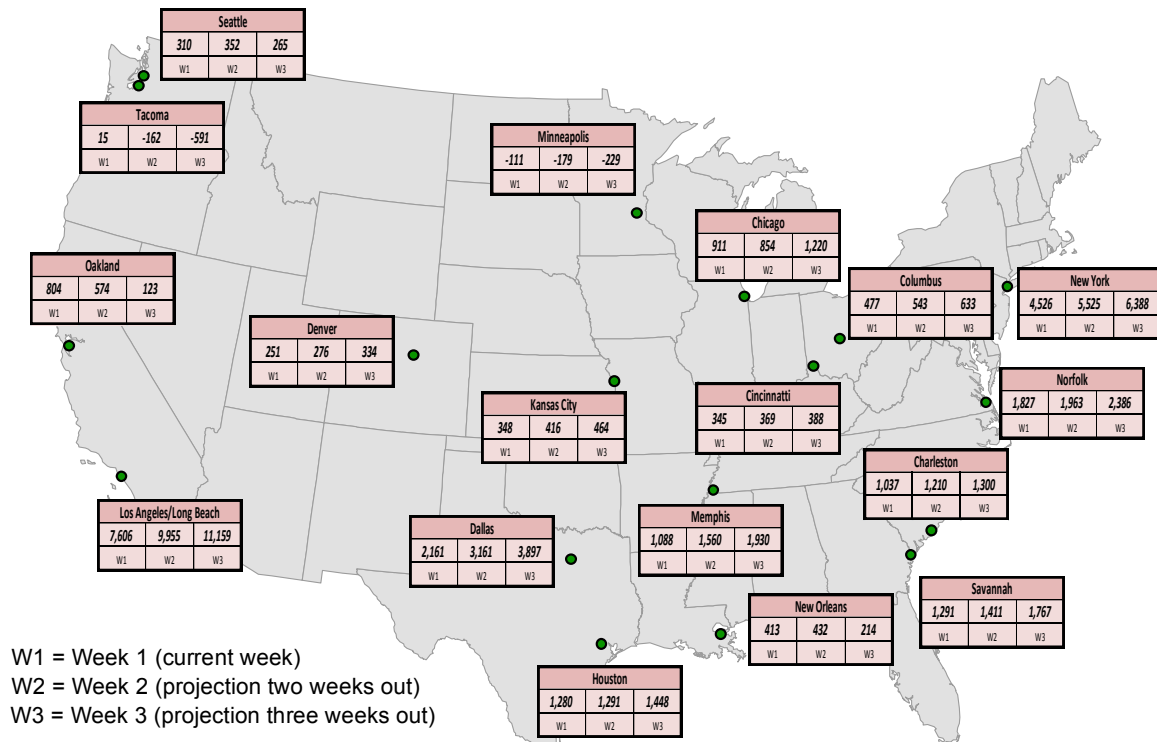 Seattle
310 352 265
W1 W2 W3
Tacoma
15 -162 -591
W1 W2 W3
Minneapolis
-111 -179 -229
W1 W2 W3
Chicago
911 854 1,220
W1 W2 W3
Oakland
804 574 123
W1 W2 W3
Columbus
477 543 633
W1 W2 W3
New York
4,526 5,525 6,388
W1 W2 W3
Denver
251 276 334
W1 W2 W3
Norfolk
1,827 1,963 2,386
W1 W2 W3
Kansas City
348 416 464
W1 W2 W3
Cincinnatti
345 369 388
W1 W2 W3
Charleston
1,037 1,210 1,300
W1 W2 W3
Los Angeles/Long Beach
7,606 9,955 11,159
W1 W2 W3
Dallas
2,161 3,161 3,897
W1 W2 W3
Memphis
1,088 1,560 1,930
W1 W2 W3
Savannah
1,291 1,411 1,767
W1 W2 W3
New Orleans
413 432 214
W1 W2 W3
Houston
1,280 1,291 1,448
W1 W2 W3
W1 = Week 1 (current week)
W2 = Week 2 (projection two weeks out)
W3 = Week 3 (projection three weeks out)